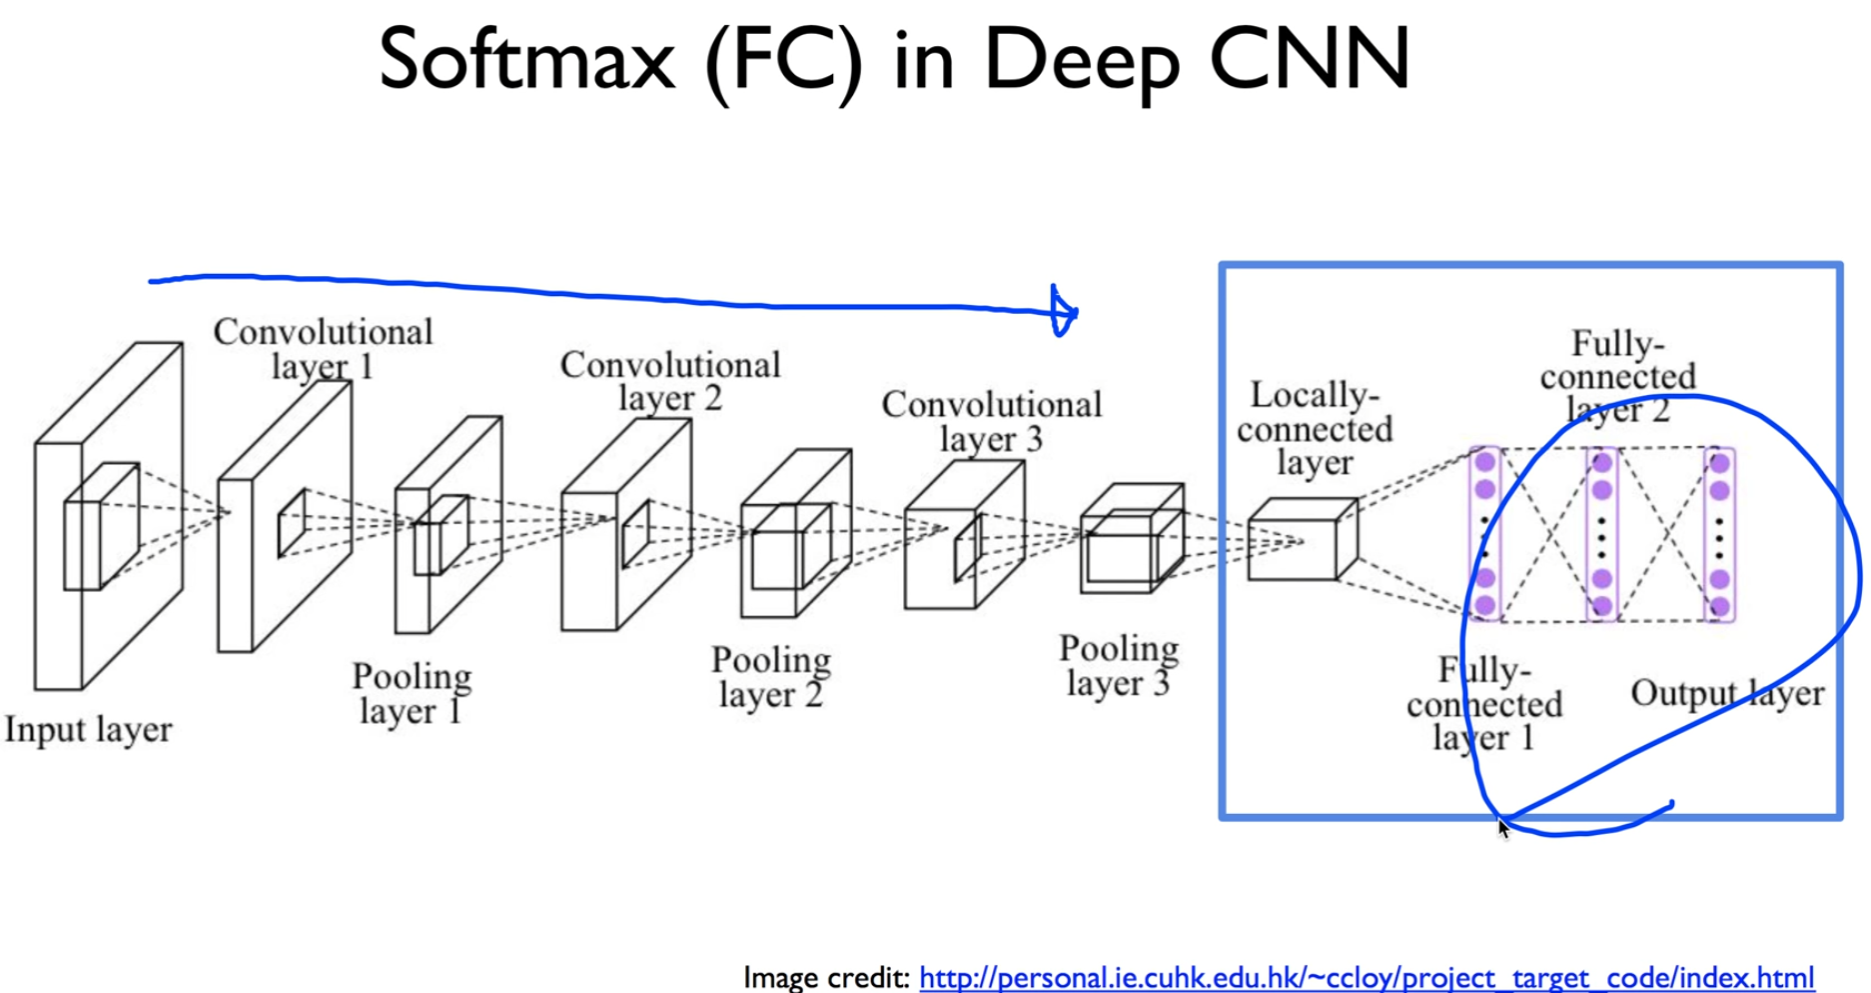 Softmax (FC) in Deep CNN
Convolutional
layer 1
Convolutional
layer 2
Convolutional
layer 3
Locally-
connected
layer
Fully-
connected
layer 2
Input layer
Pooling
layer 1
Pooling
layer 2
Pooling
layer 3
Fully-
connected
layer 1
Output layer
Image credit: http://personal.ie.cuhk.edu.hk/~ccloy/project_target_code/index.html